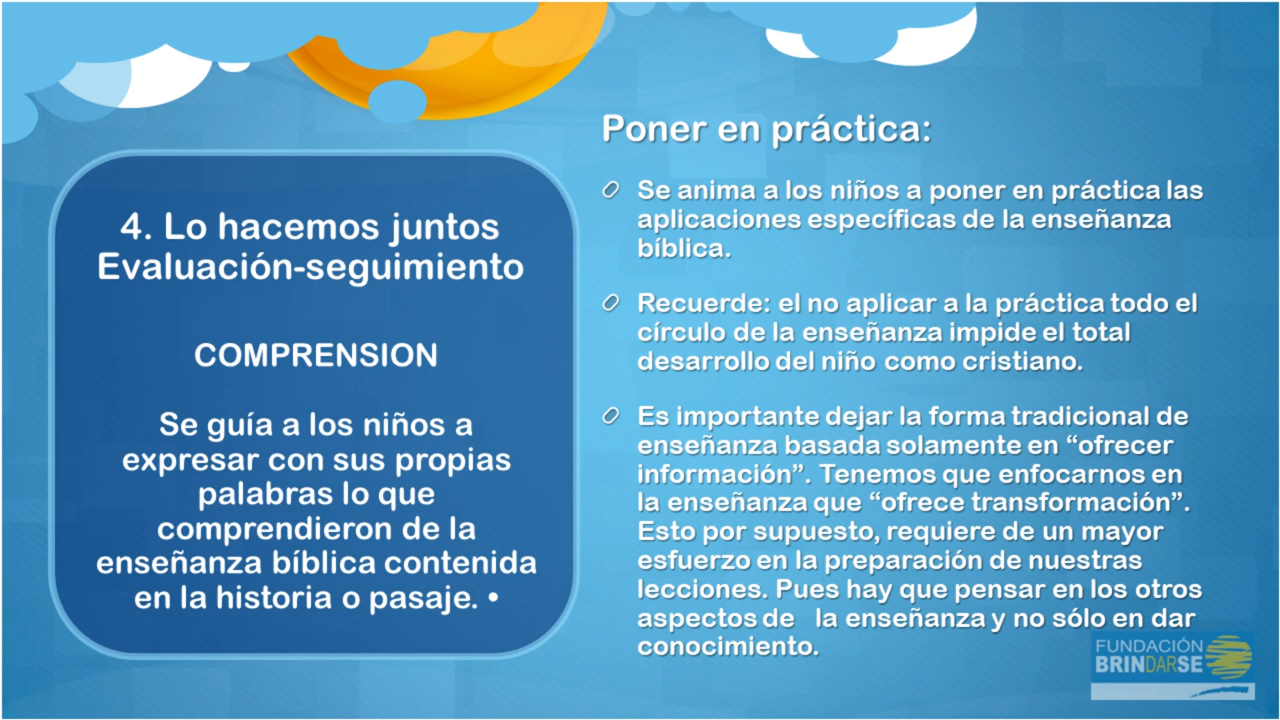 4. Lo hacemos juntos
Evaluación-seguimiento
COMPRENSION
Se guía a los niños a
expresar con sus propias
palabras lo que
comprendieron de la
enseñanza bíblica contenida
en la historia o pasaje. •
Poner en práctica:
Se anima a los niños a poner en práctica las
aplicaciones específicas de la enseñanza
bíblica.
Recuerde: el no aplicar a la práctica todo el
círculo de la enseñanza impide el total
desarrollo del niño como cristiano.
Es importante dejar la forma tradicional de
enseñanza basada solamente en “ofrecer
información”. Tenemos que enfocarnos en
la enseñanza que “ofrece transformación”.
Esto por supuesto, requiere de un mayor
esfuerzo en la preparación de nuestras
lecciones. Pues hay que pensar en los otros
aspectos de   la enseñanza y no sólo en dar
conocimiento.
FUNDACIÓN
BRINDARSE